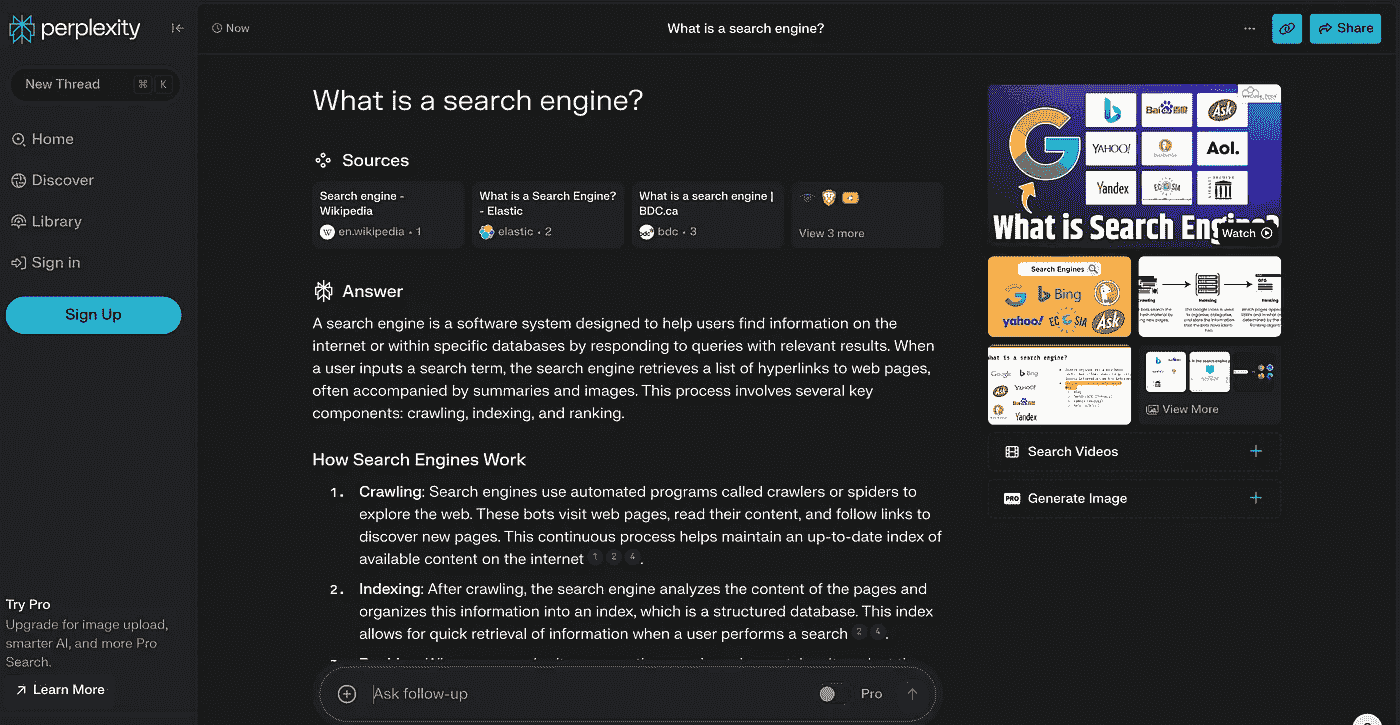 perplexity
New Thread
⌘ K
Home
Discover
Library
Sign in
Sign Up
Try Pro
Upgrade for image upload,
smarter AI, and more Pro
Search.
Learn More
Now
What is a search engine?
Share
What is a search engine?
Sources
Search engine -
Wikipedia
en.wikipedia • 1
What is a Search Engine?
- Elastic
elastic • 2
What is a search engine |
BDC.ca
bdc • 3
View 3 more
Answer
A search engine is a software system designed to help users find information on the
internet or within specific databases by responding to queries with relevant results. When
a user inputs a search term, the search engine retrieves a list of hyperlinks to web pages,
often accompanied by summaries and images. This process involves several key
components: crawling, indexing, and ranking.
How Search Engines Work
1. Crawling: Search engines use automated programs called crawlers or spiders to
explore the web. These bots visit web pages, read their content, and follow links to
discover new pages. This continuous process helps maintain an up-to-date index of
available content on the internet 1 2 4 .
2. Indexing: After crawling, the search engine analyzes the content of the pages and
organizes this information into an index, which is a structured database. This index
allows for quick retrieval of information when a user performs a search 2 4 .
Ask follow-up
Pro
Bai du
Ask
YAHOO!
Aol.
Yandex
ECOSIA
What is Search
Watch
Search Engines
Bing
yahoo!
ECOSIA
Ask
what is a search engine?
Google
Bing
Ask
Yahoo!
Yandex
View More
Search Videos
PRO Generate Image